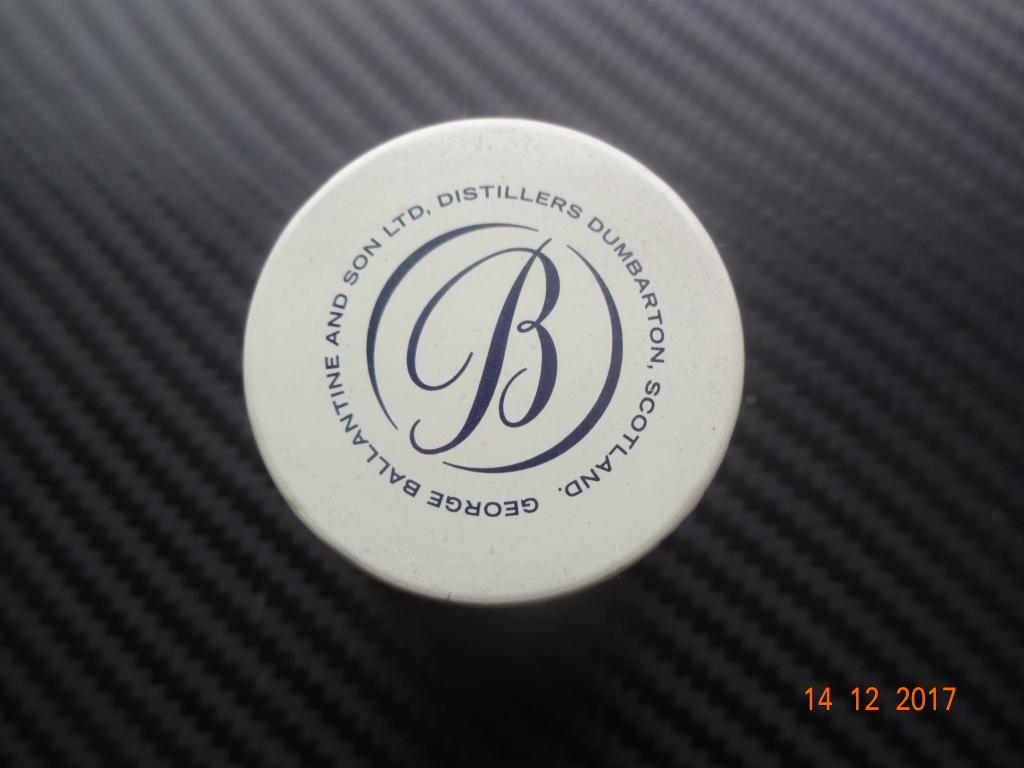 GEORGE BALLANTINE AND SON LTD, DISTILLERS DUMBARTON, SCOTLAND.
B
14 12 2017